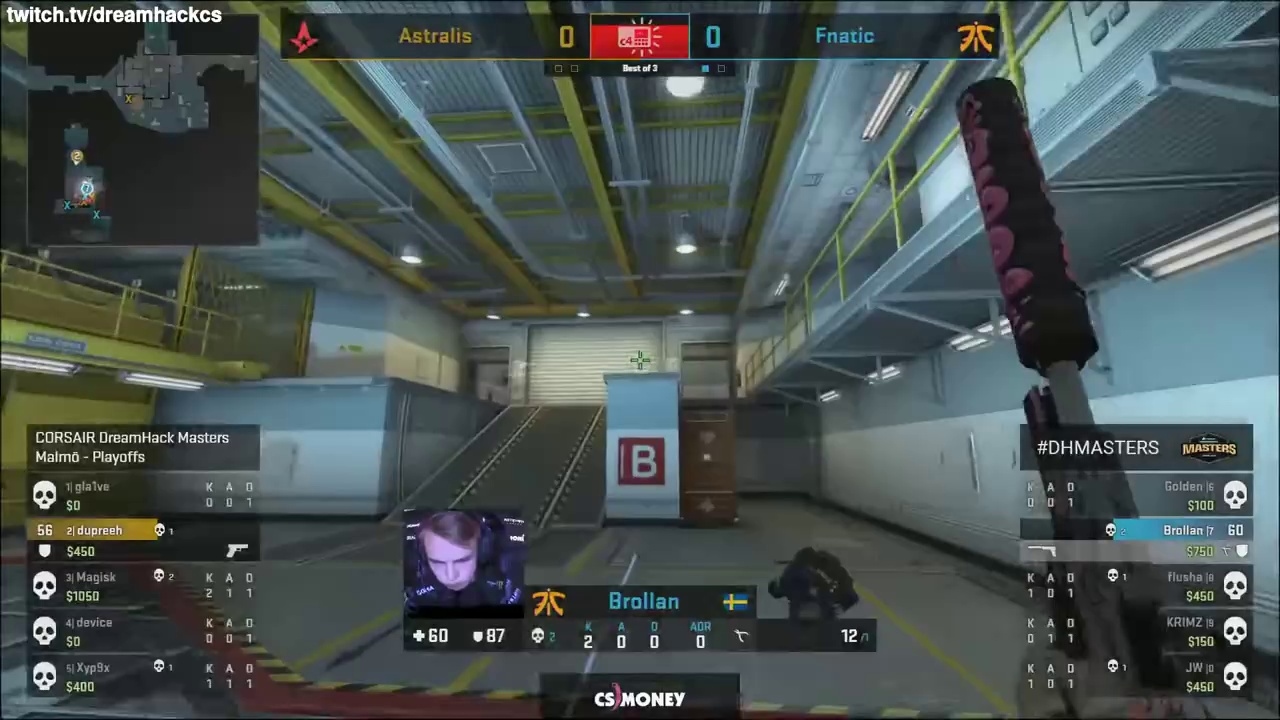 twitch.tv/dreamhackcs
Astralis 0 C4 0 Fnatic
Best of 3
X
2
7
X
X
CORSAIR DreamHack Masters
Malmö - Playoffs
1| gla1ve K A D
$0 0 0 1
56 2| dupreeh 1
$450
3| Magisk 2 K A D
$1050 2 1 1
4| device K A D
$0 0 0 1
5| Xyp9x 1 K A D
$400 1 1 1
B
Brollan
60 87 2 K A D ADR
2 0 0 0
12/1
CS MONEY
#DHMASTERS MASTERS
K A D Golden |6
0 0 1 $100
2 Brollan |7 60
$750
K A D 1 flusha |8
1 0 1 $450
K A D KRIMZ |9
0 1 1 $150
K A D 1 JW |0
1 0 1 $450